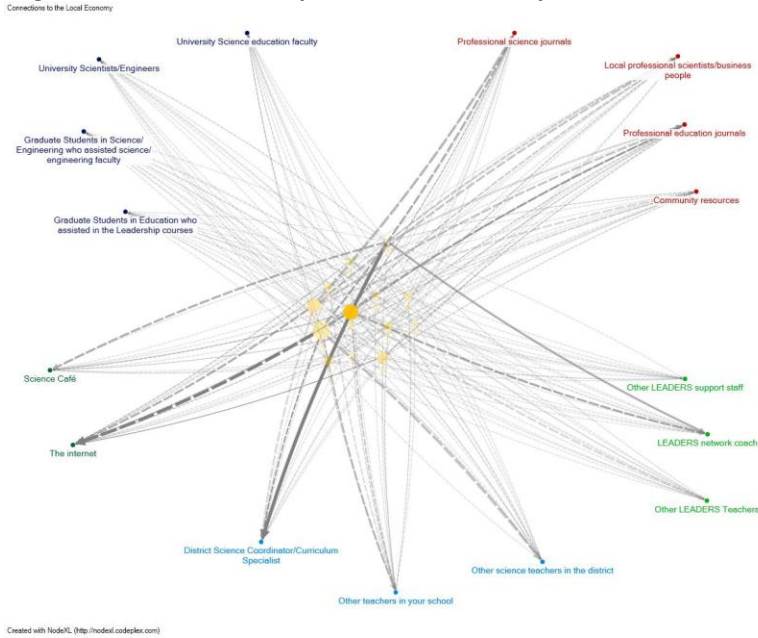 Connections to the Local Economy
University Science education faculty
Professional science journals
University Scientists/Engineers
Local professional scientists/business
people
Graduate Students in Science/
Engineering who assisted science/
engineering faculty
Professional education journals
Community resources
Graduate Students in Education who
assisted in the Leadership courses
Science Café
Other LEADERS support staff
LEADERS network coach
The internet
Other LEADERS Teachers
District Science Coordinator/Curriculum
Specialist
Other science teachers in the district
Other teachers in your school
Created with NodeXL (http://nodexl.codeplex.com)